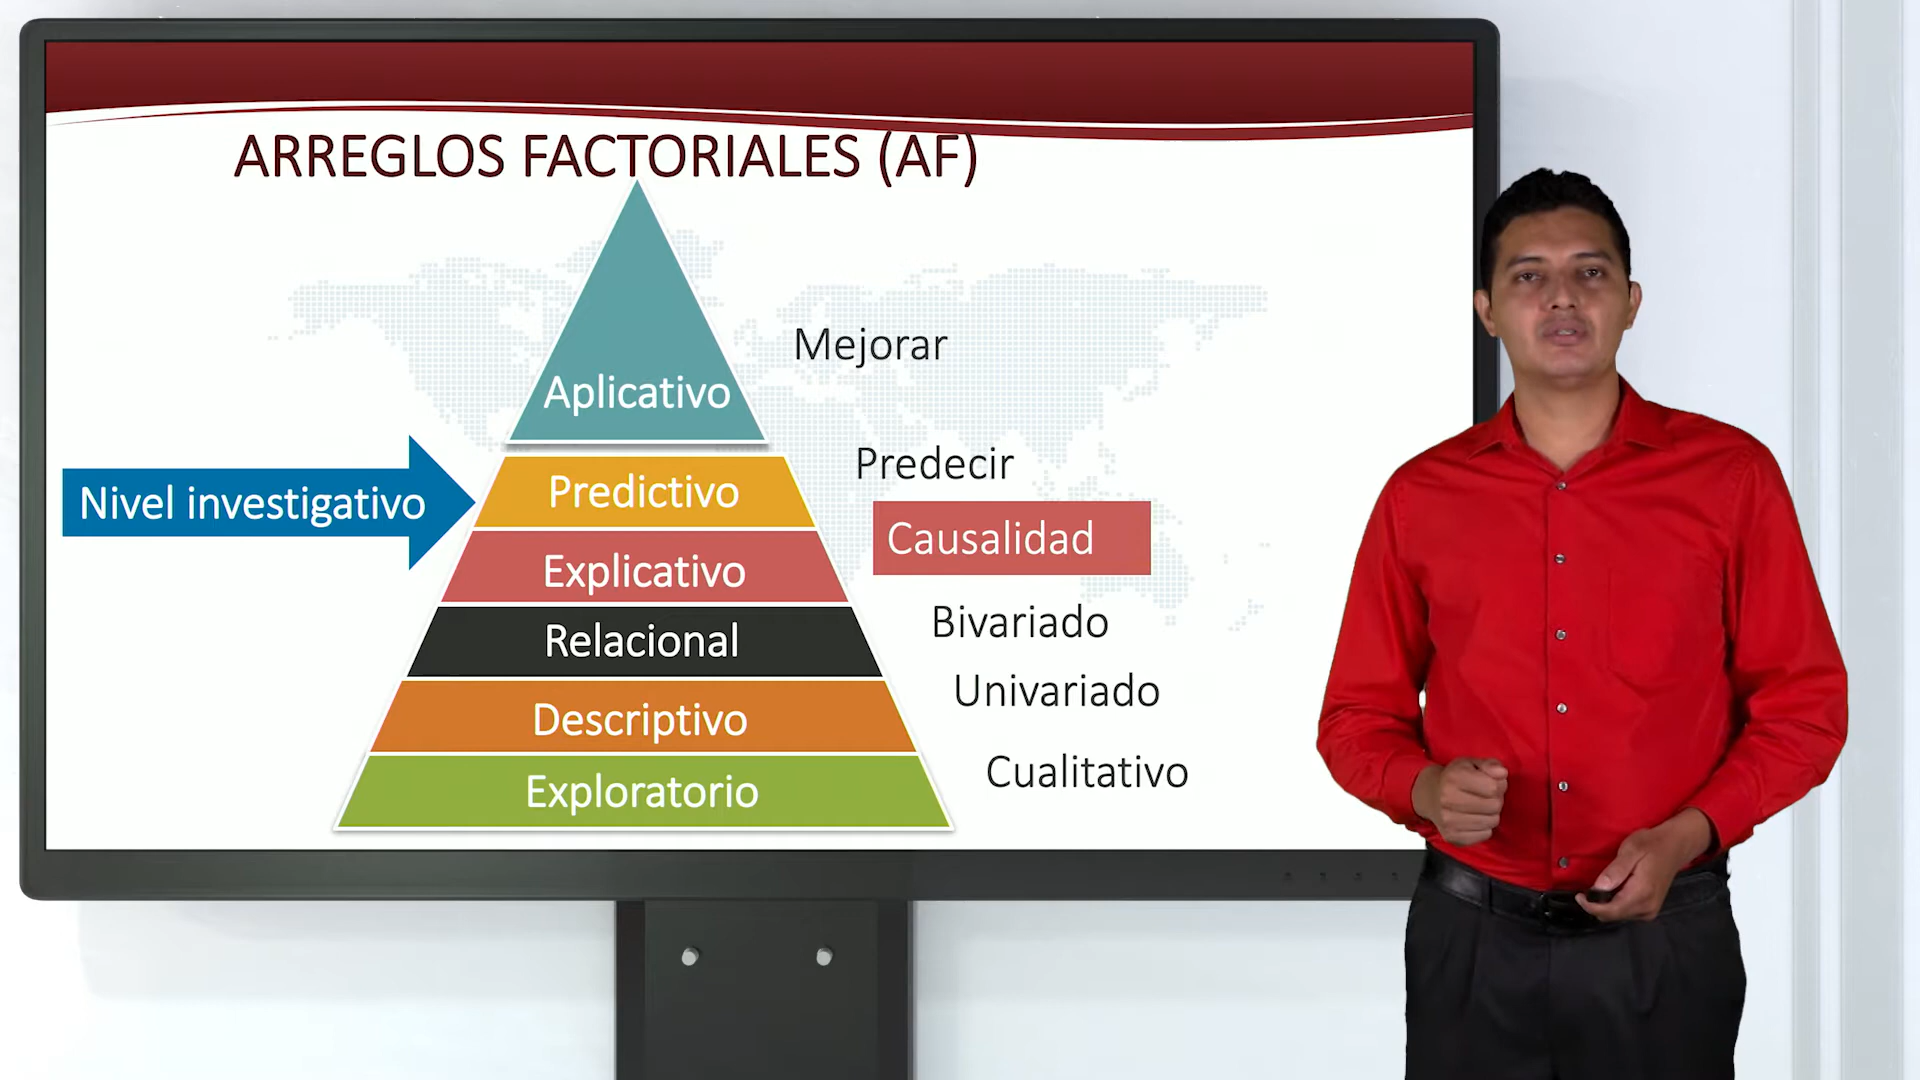 ARREGLOS FACTORIALES (AF)
Mejorar
Aplicativo
Predecir
Nivel investigativo
Predictivo
Causalidad
Explicativo
Bivariado
Relacional
Univariado
Descriptivo
Cualitativo
Exploratorio